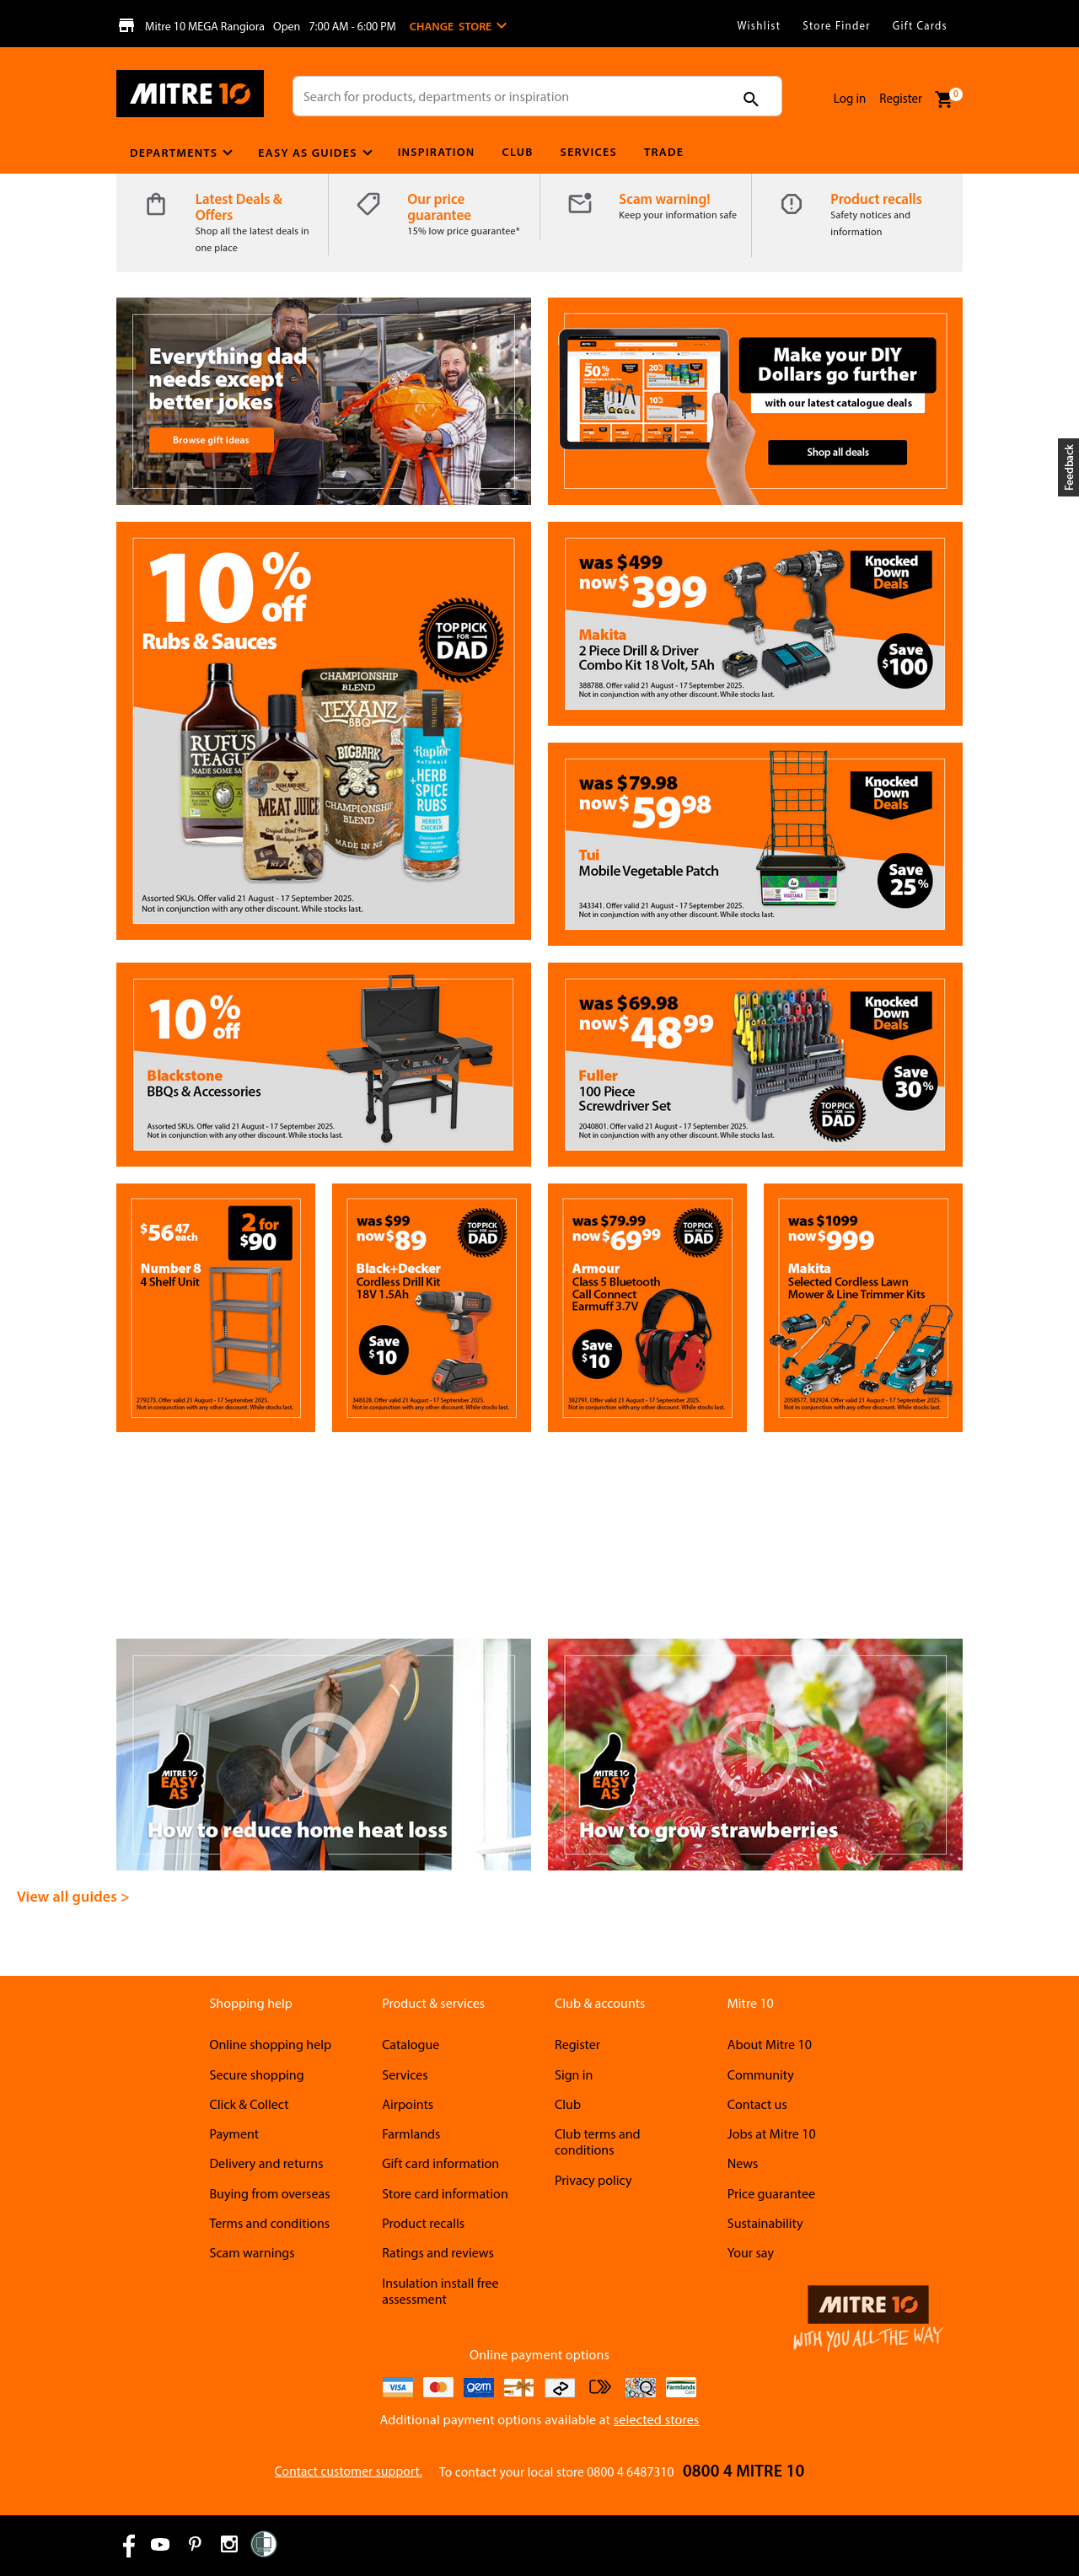 Mitre 10 MEGA Rangiora Open 7:00 AM - 6:00 PM CHANGE STORE
Wishlist Store Finder Gift Cards
MITRE 10
Search for products, departments or inspiration
Log in Register 0
DEPARTMENTS EASY AS GUIDES INSPIRATION CLUB SERVICES TRADE
Latest Deals &
Offers
Shop all the latest deals in
one place
Our price
guarantee
15% low price guarantee*
Scam warning!
Keep your information safe
Product recalls
Safety notices and
information
Everything dad
needs except
better jokes
Browse gift ideas
Make your DIY
Dollars go further
with our latest catalogue deals
Shop all deals
Feedback
10% off
Rubs & Sauces
TOP PICK
FOR
DAD
RUFUS
TEAGUE
MADE SOME SA
MEAT JUICE
CHAMPIONSHIP
BLEND
TEXANZ
BBQ
BIGBARK
CHAMPIONSHIP
BLEND
MADE IN NZ
Raptor
NATURALS
HERB
+SPICE
RUBS
HERBES
CHICKEN
Assorted SKUs. Offer valid 21 August - 17 September 2025.
Not in conjunction with any other discount. While stocks last.
was $499
now $399
Knocked
Down
Deals
Makita
2 Piece Drill & Driver
Combo Kit 18 Volt, 5Ah
Save
$100
388788. Offer valid 21 August - 17 September 2025.
Not in conjunction with any other discount. While stocks last.
was $79.98
now $59 98
Knocked
Down
Deals
Tui
Mobile Vegetable Patch
Save
25%
343341. Offer valid 21 August - 17 September 2025.
Not in conjunction with any other discount. While stocks last.
10% off
Blackstone
BBQs & Accessories
Assorted SKUs. Offer valid 21 August - 17 September 2025.
Not in conjunction with any other discount. While stocks last.
was $69.98
now $48 99
Knocked
Down
Deals
Fuller
100 Piece
Screwdriver Set
Save
30%
TOP PICK
FOR
DAD
2040801. Offer valid 21 August - 17 September 2025.
Not in conjunction with any other discount. While stocks last.
$56 47 each
2 for
$90
Number 8
4 Shelf Unit
279273. Offer valid 21 August - 17 September 2025.
Not in conjunction with any other discount. While stocks last.
was $99
now $89
TOP PICK
FOR
DAD
Black+Decker
Cordless Drill Kit
18V 1.5Ah
Save
$10
348328. Offer valid 21 August - 17 September 2025.
Not in conjunction with any other discount. While stocks last.
was $79.99
now $69 99
TOP PICK
FOR
DAD
Armour
Class 5 Bluetooth
Call Connect
Earmuff 3.7V
Save
$10
382791. Offer valid 21 August - 17 September 2025.
Not in conjunction with any other discount. While stocks last.
was $1099
now $999
Makita
Selected Cordless Lawn
Mower & Line Trimmer Kits
2058577, 382924. Offer valid 21 August - 17 September 2025.
Not in conjunction with any other discount. While stocks last.
MITRE 10
EASY
AS
How to reduce home heat loss
MITRE 10
EASY
AS
How to grow strawberries
View all guides >
Shopping help
Online shopping help
Secure shopping
Click & Collect
Payment
Delivery and returns
Buying from overseas
Terms and conditions
Scam warnings
Product & services
Catalogue
Services
Airpoints
Farmlands
Gift card information
Store card information
Product recalls
Ratings and reviews
Insulation install free
assessment
Club & accounts
Register
Sign in
Club
Club terms and
conditions
Privacy policy
Mitre 10
About Mitre 10
Community
Contact us
Jobs at Mitre 10
News
Price guarantee
Sustainability
Your say
MITRE 10
WITH YOU ALL THE WAY
Online payment options
VISA
gem
Farmlands
Additional payment options available at selected stores
Contact customer support. To contact your local store 0800 4 6487310 0800 4 MITRE 10